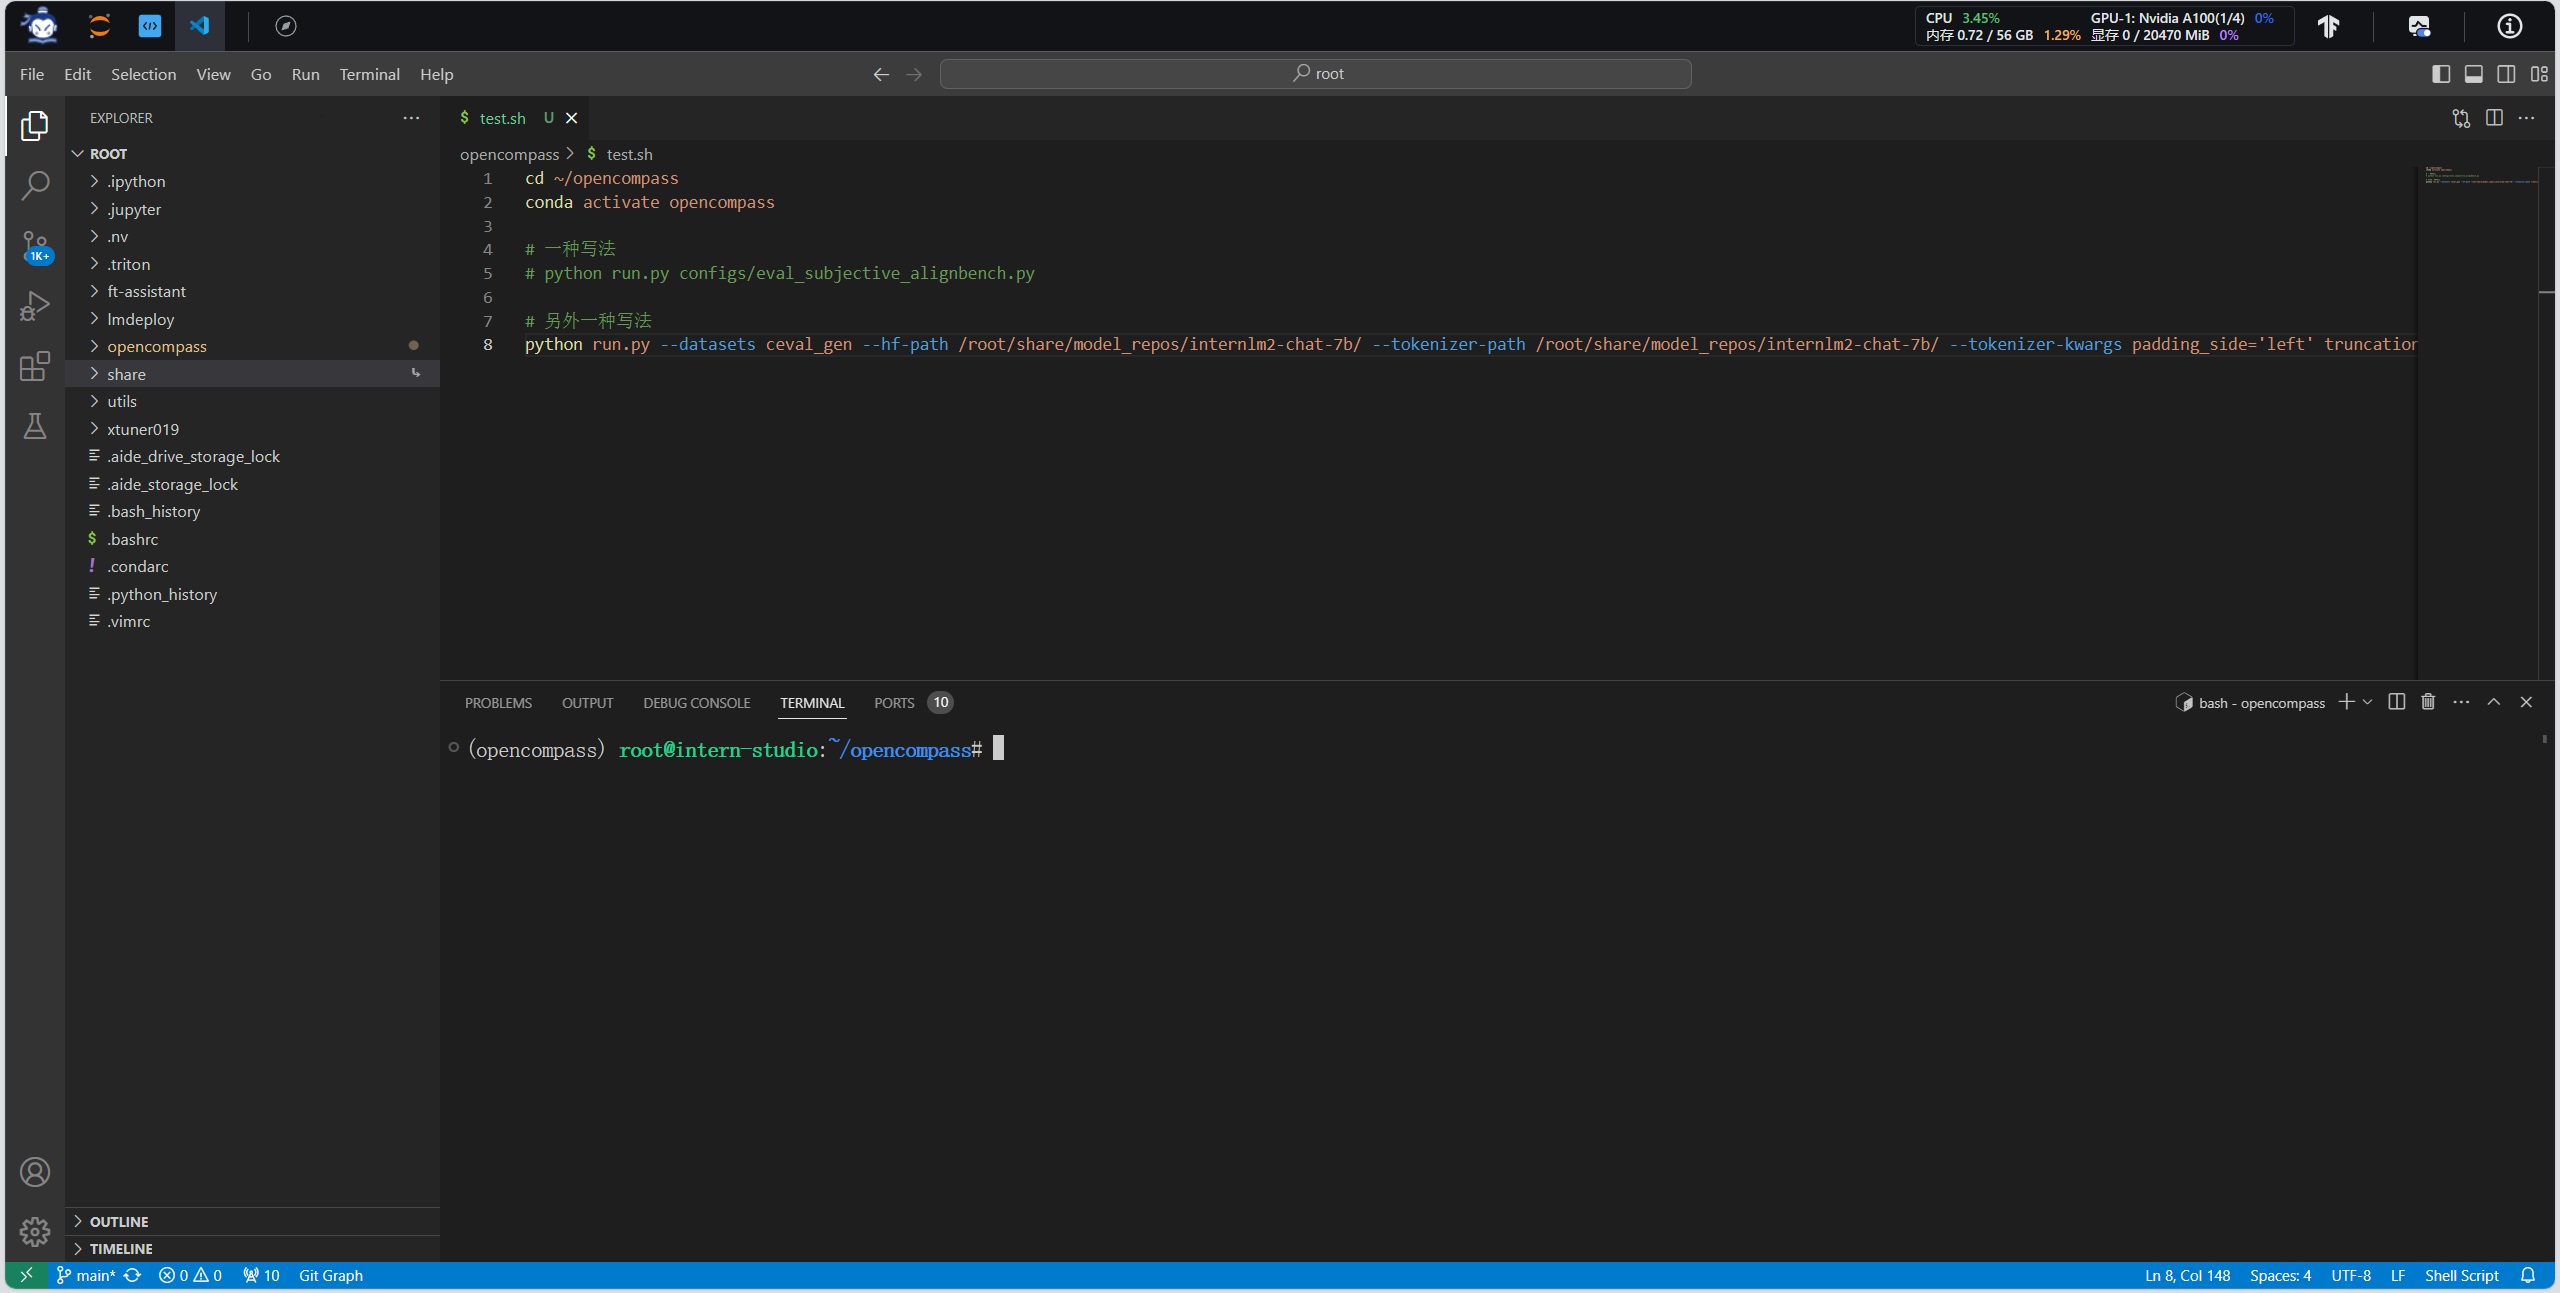 CPU 3.45% GPU-1: Nvidia A100(1/4) 0%
内存 0.72 / 56 GB 1.29% 显存 0 / 20470 MiB 0%
File Edit Selection View Go Run Terminal Help
root
EXPLORER
test.sh U
ROOT
opencompass > $ test.sh
.ipython
.jupyter
.nv
.triton
ft-assistant
lmdeploy
opencompass
share
utils
xtuner019
.aide_drive_storage_lock
.aide_storage_lock
.bash_history
.bashrc
.condarc
.python_history
.vimrc
1K+
1 cd ~/opencompass
2 conda activate opencompass
3
4 # 一种写法
5 # python run.py configs/eval_subjective_alignbench.py
6
7 # 另外一种写法
8 python run.py --datasets ceval_gen --hf-path /root/share/model_repos/internlm2-chat-7b/ --tokenizer-path /root/share/model_repos/internlm2-chat-7b/ --tokenizer-kwargs padding_side='left' truncation
PROBLEMS OUTPUT DEBUG CONSOLE TERMINAL PORTS 10
bash - opencompass
(opencompass) root@intern-studio:~/opencompass#
OUTLINE
TIMELINE
main* 0 0 10 Git Graph
Ln 8, Col 148 Spaces: 4 UTF-8 LF Shell Script